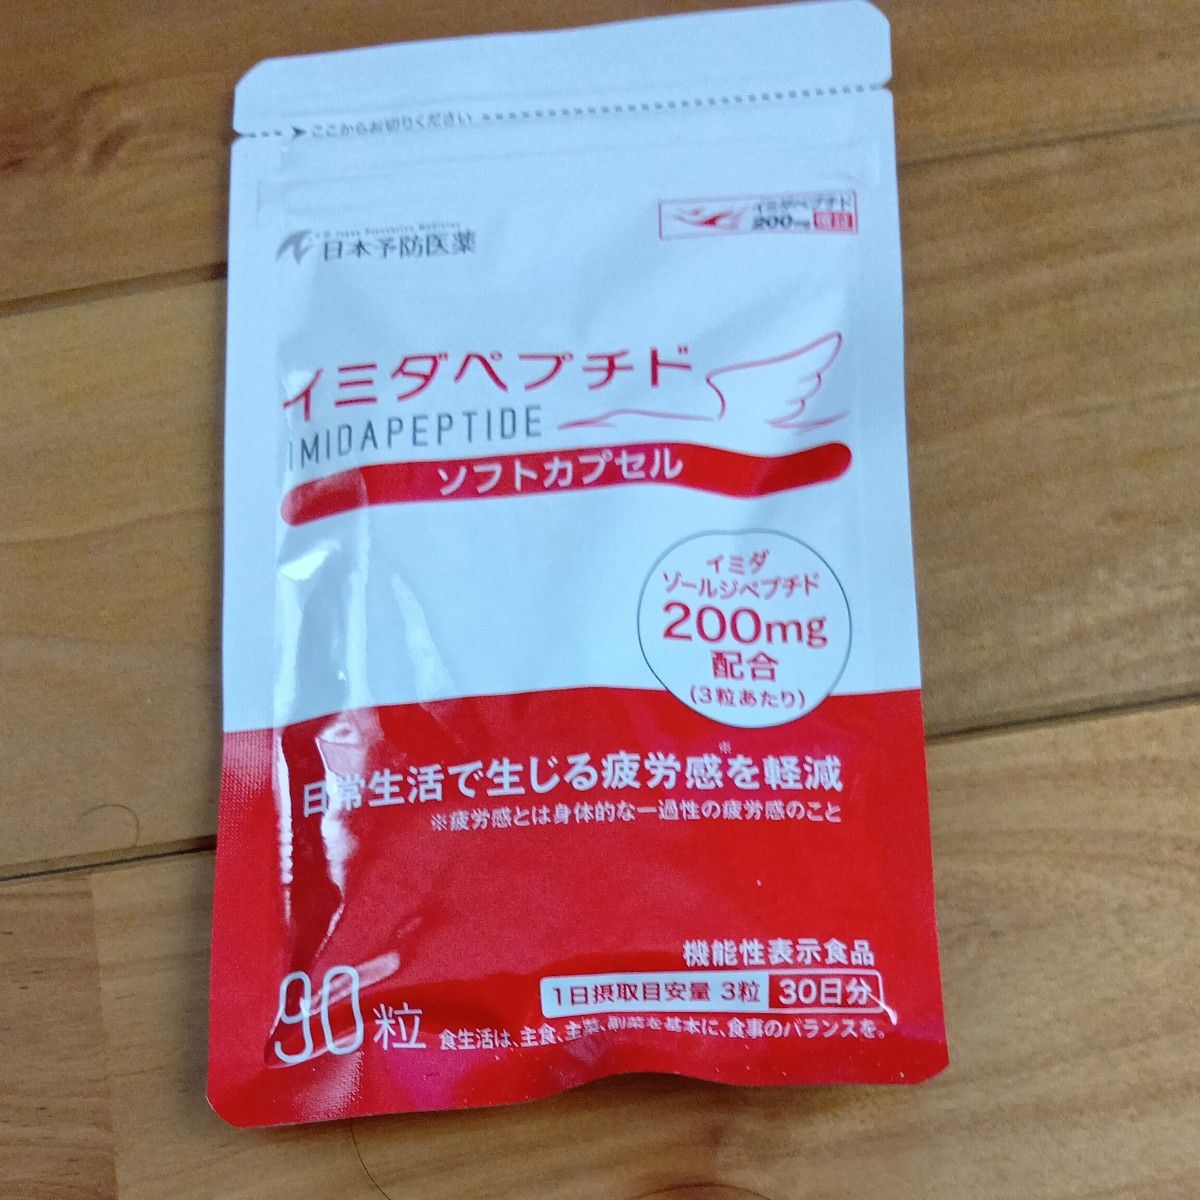 ここからお切りください
Japan Preventive Medicine
日本予防医薬
イミダペプチド
200mg 保証
イミダペプチド
IMIDAPEPTIDE
ソフトカプセル
イミダ
ゾールジペプチド
200mg
配合
(3粒あたり)
日常生活で生じる疲労感※を軽減
※疲労感とは身体的な一過性の疲労感のこと
機能性表示食品
1日摂取目安量 3粒 30日分
90粒
食生活は、主食、主菜、副菜を基本に、食事のバランスを。